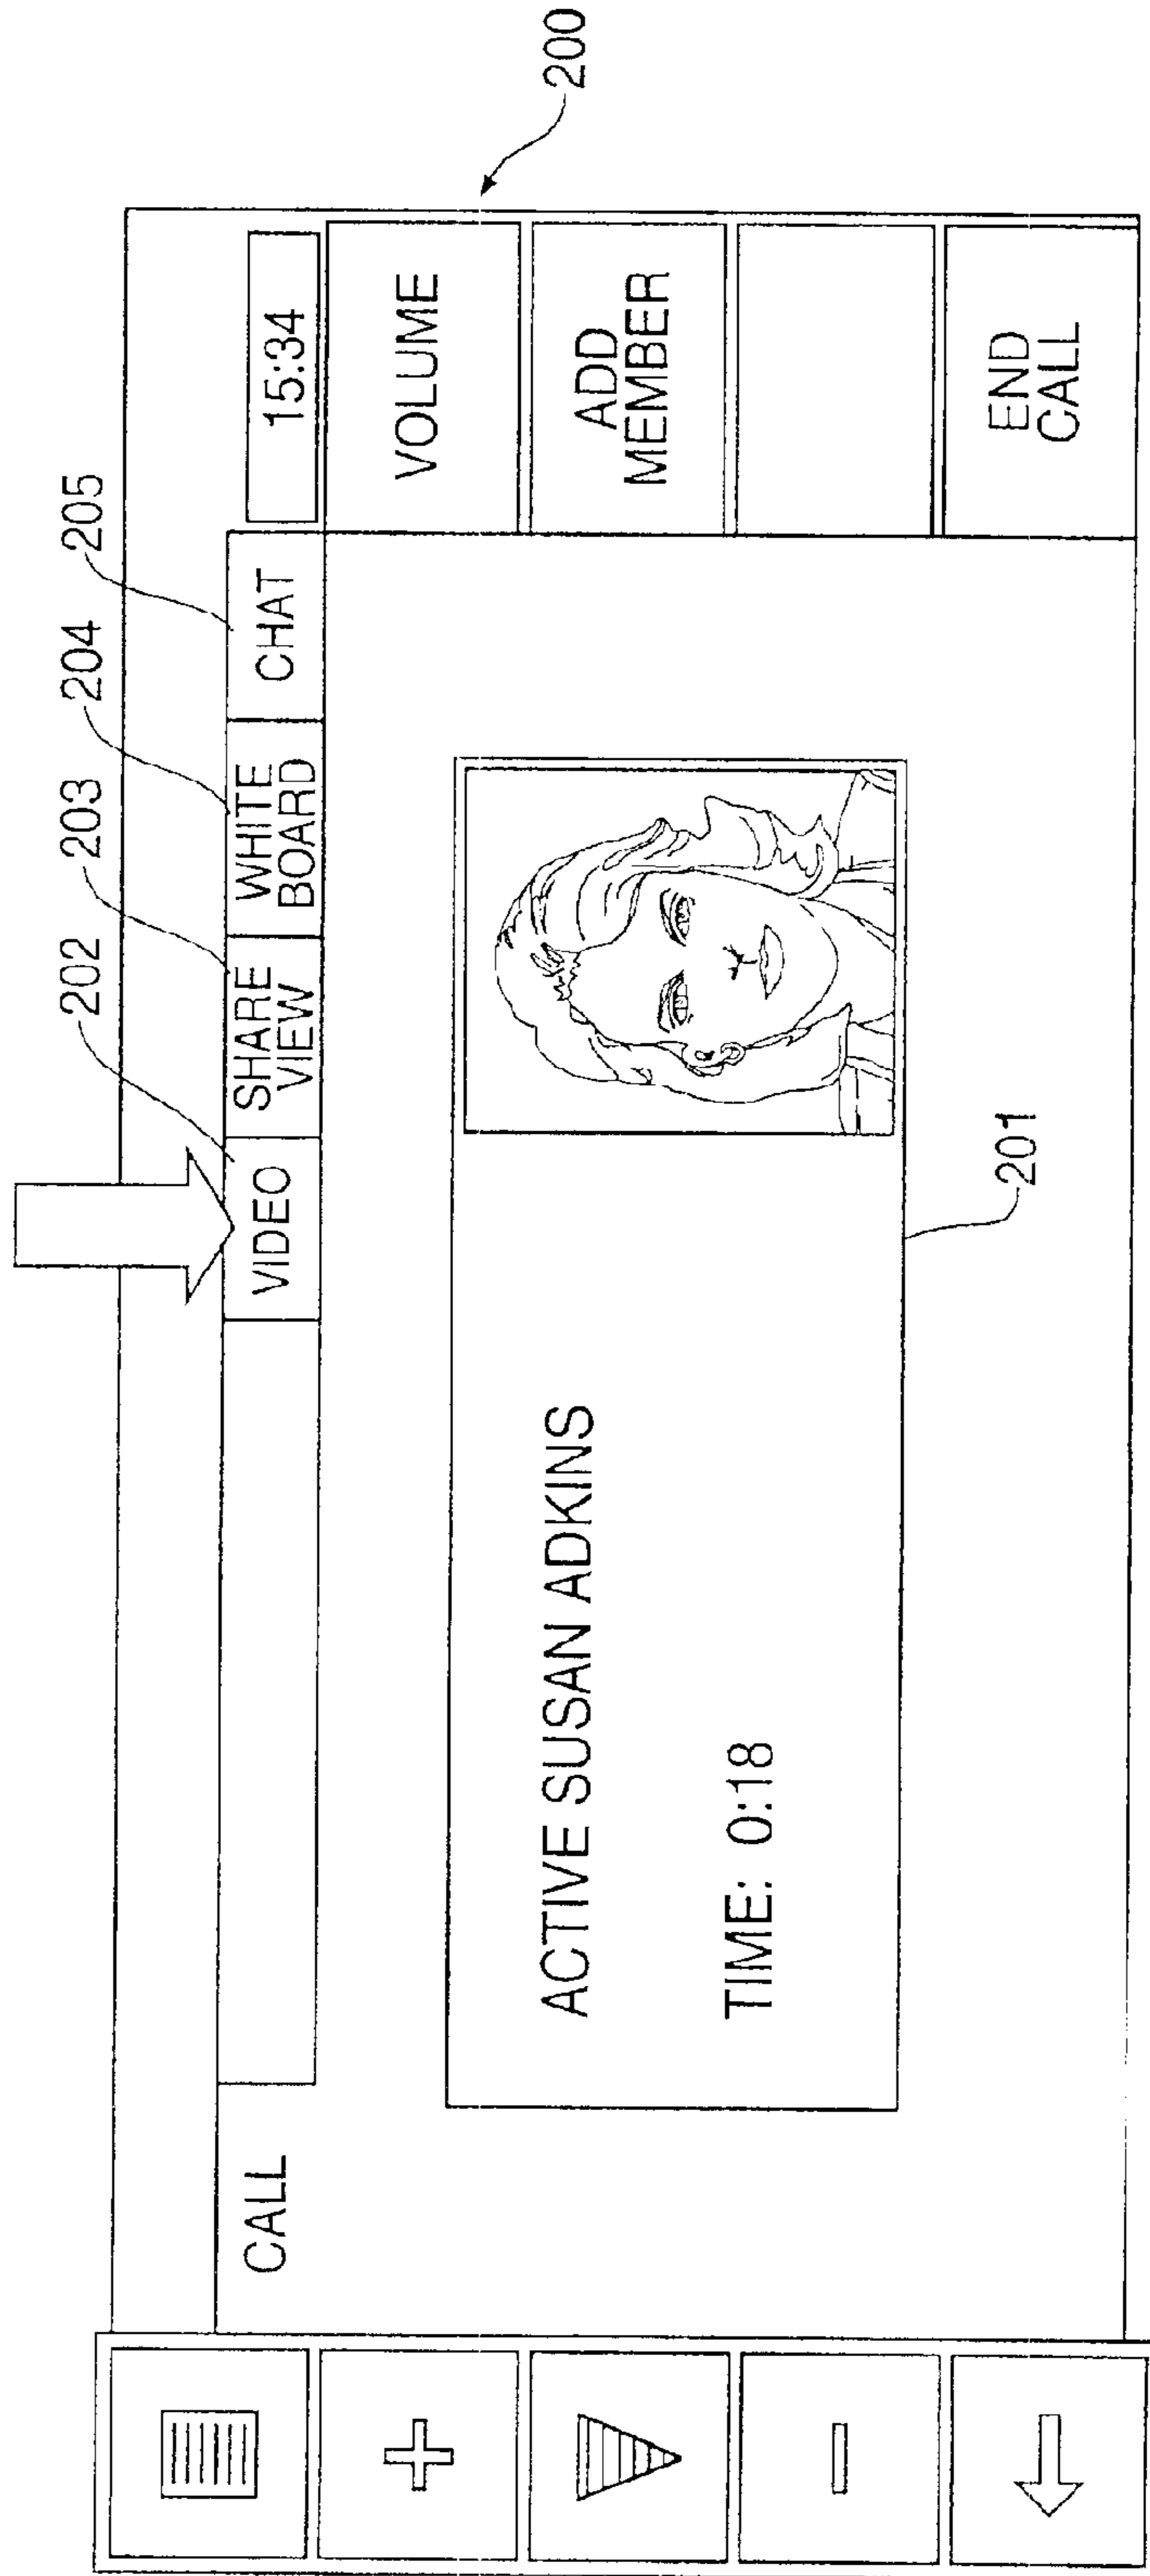 202
203
204
205
200
CALL
VIDEO
SHARE
VIEW
WHITE
BOARD
CHAT
15:34
ACTIVE SUSAN ADKINS
TIME: 0:18
201
VOLUME
ADD
MEMBER
END
CALL